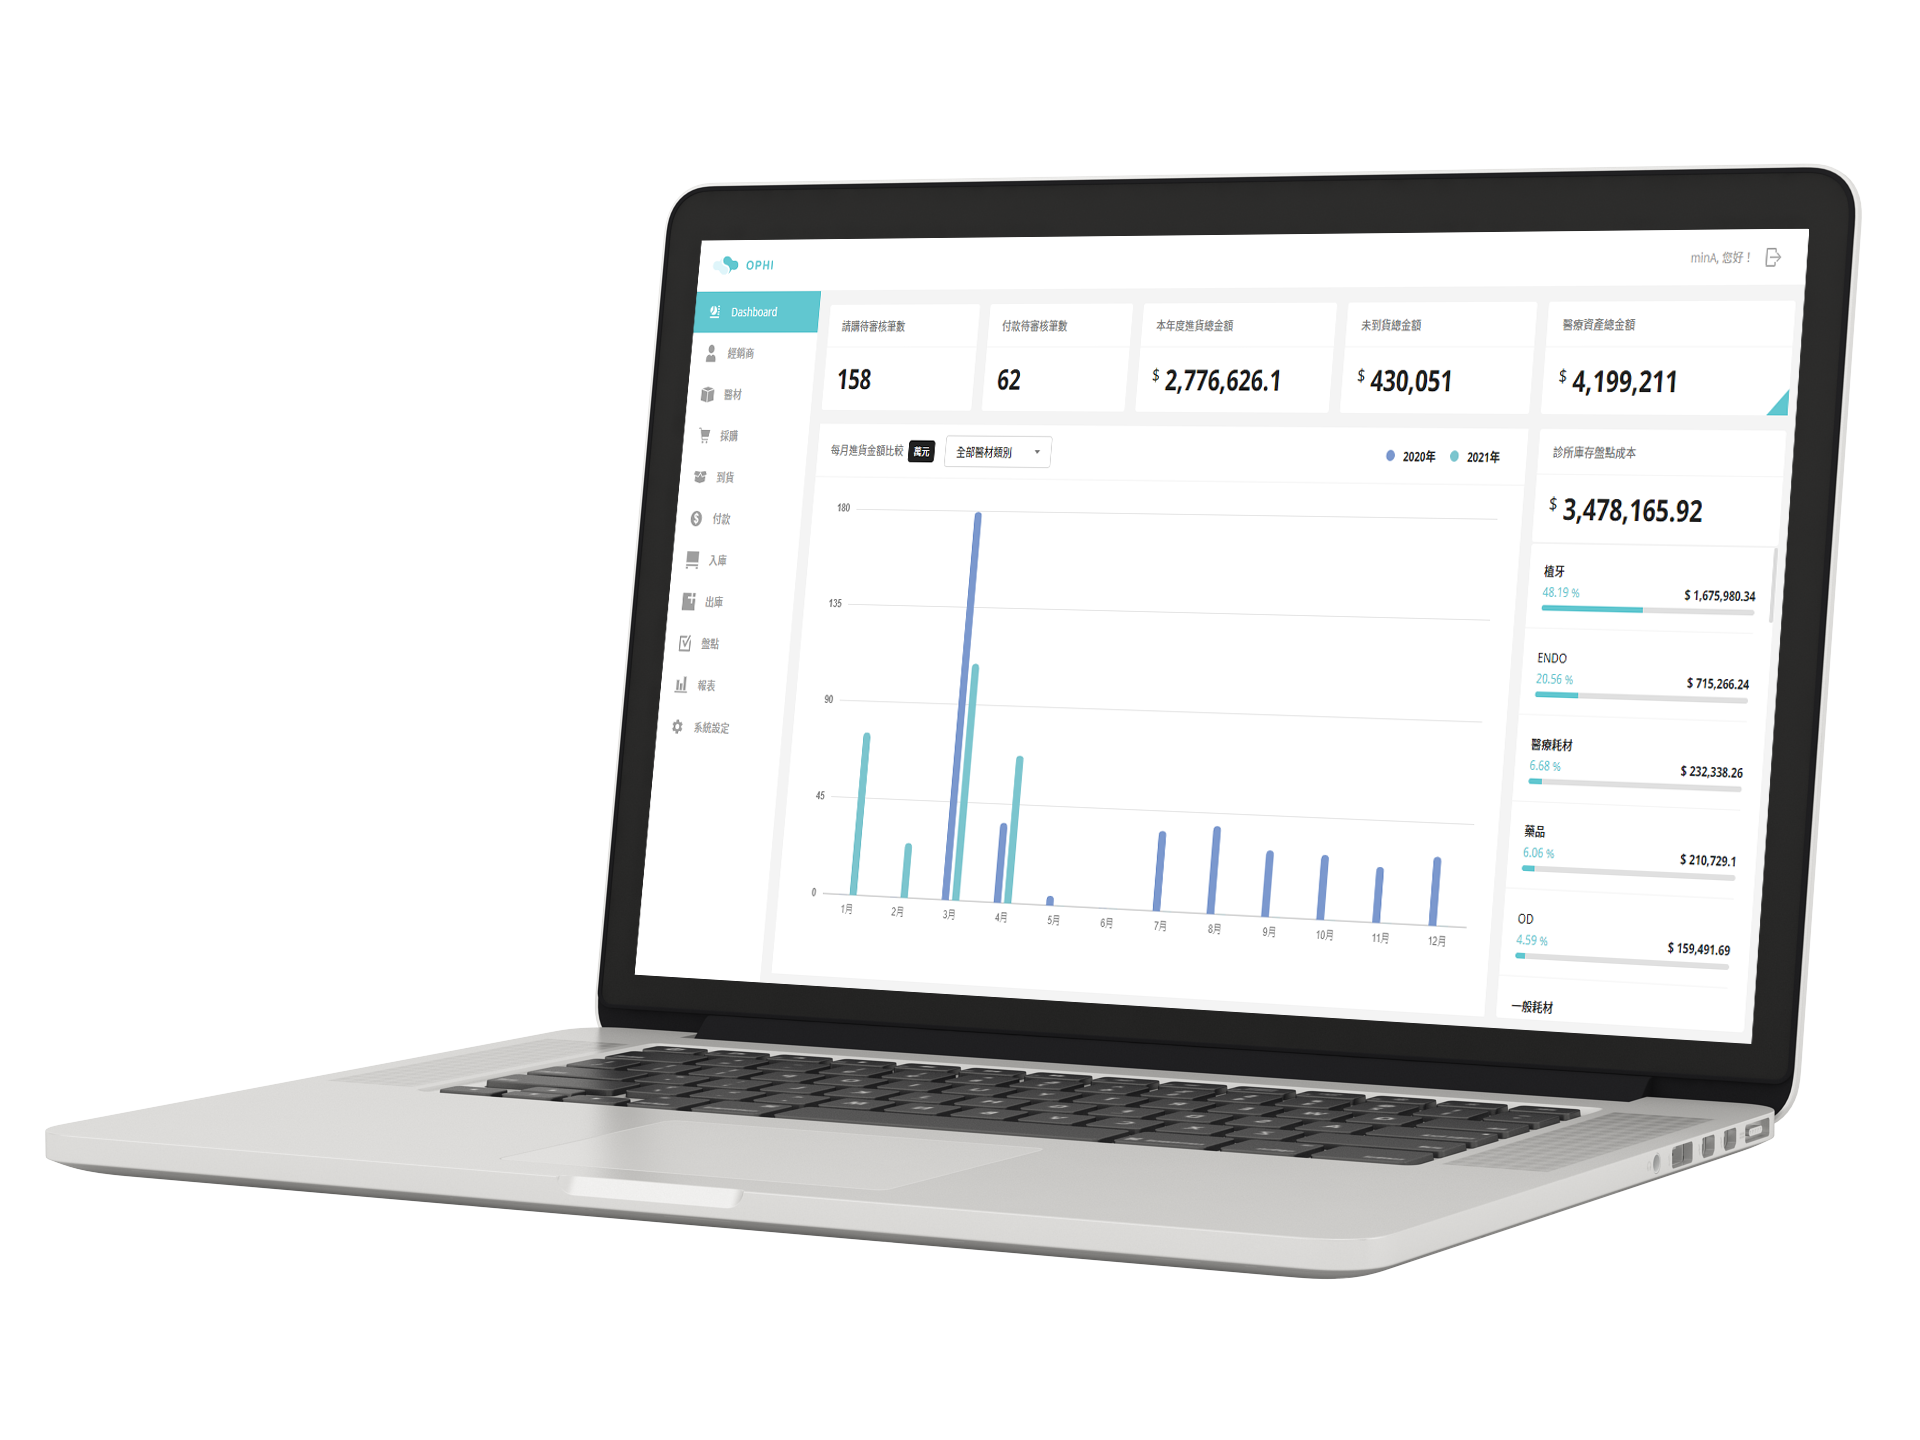 OPHI
minA, 您好！
Dashboard
經銷商
醫材
採購
到貨
付款
入庫
出庫
盤點
報表
系統設定
請購待審核筆數
158
付款待審核筆數
62
本年度進貨總金額
$ 2,776,626.1
未到貨總金額
$ 430,051
醫療資產總金額
$ 4,199,211
每月進貨金額比較 萬元 全部醫材類別
2020年 2021年
180
135
90
45
0
1月 2月 3月 4月 5月 6月 7月 8月 9月 10月 11月 12月
診所庫存盤點成本
$ 3,478,165.92
植牙
48.19 % $ 1,675,980.34
ENDO
20.56 % $ 715,266.24
醫療耗材
6.68 % $ 232,338.26
藥品
6.06 % $ 210,729.1
OD
4.59 % $ 159,491.69
一般耗材